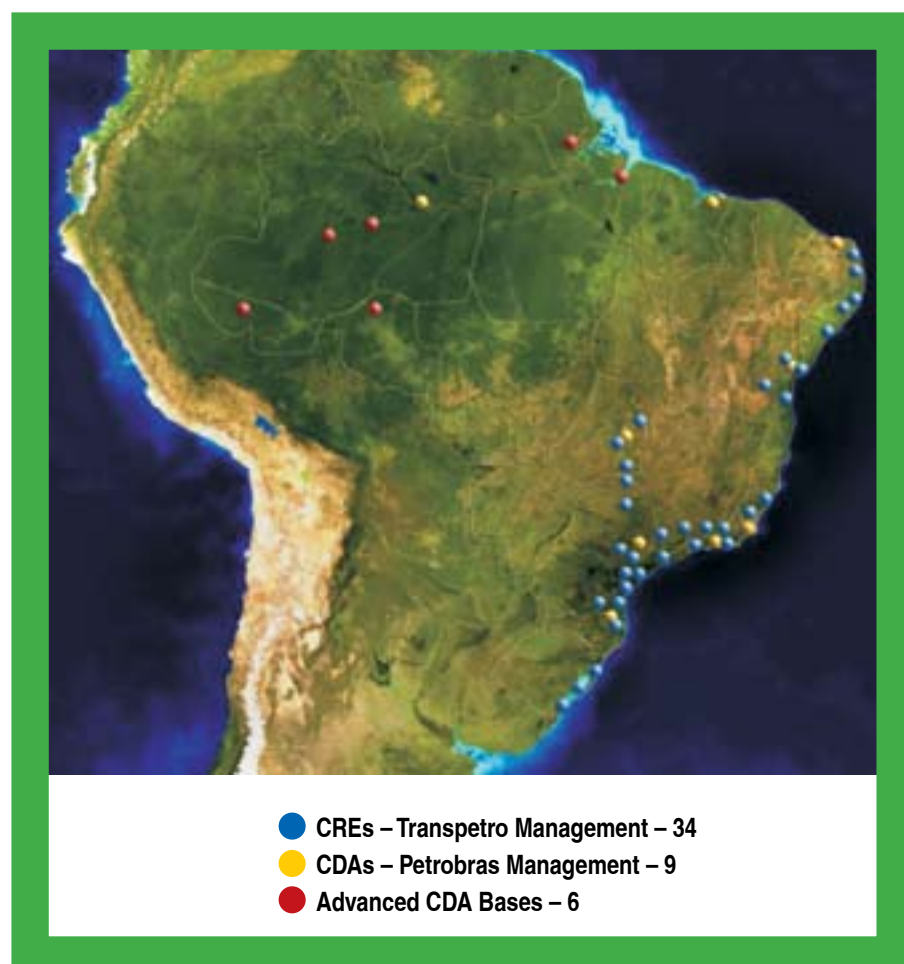 CREs – Transpetro Management – 34
CDAs – Petrobras Management – 9
Advanced CDA Bases – 6